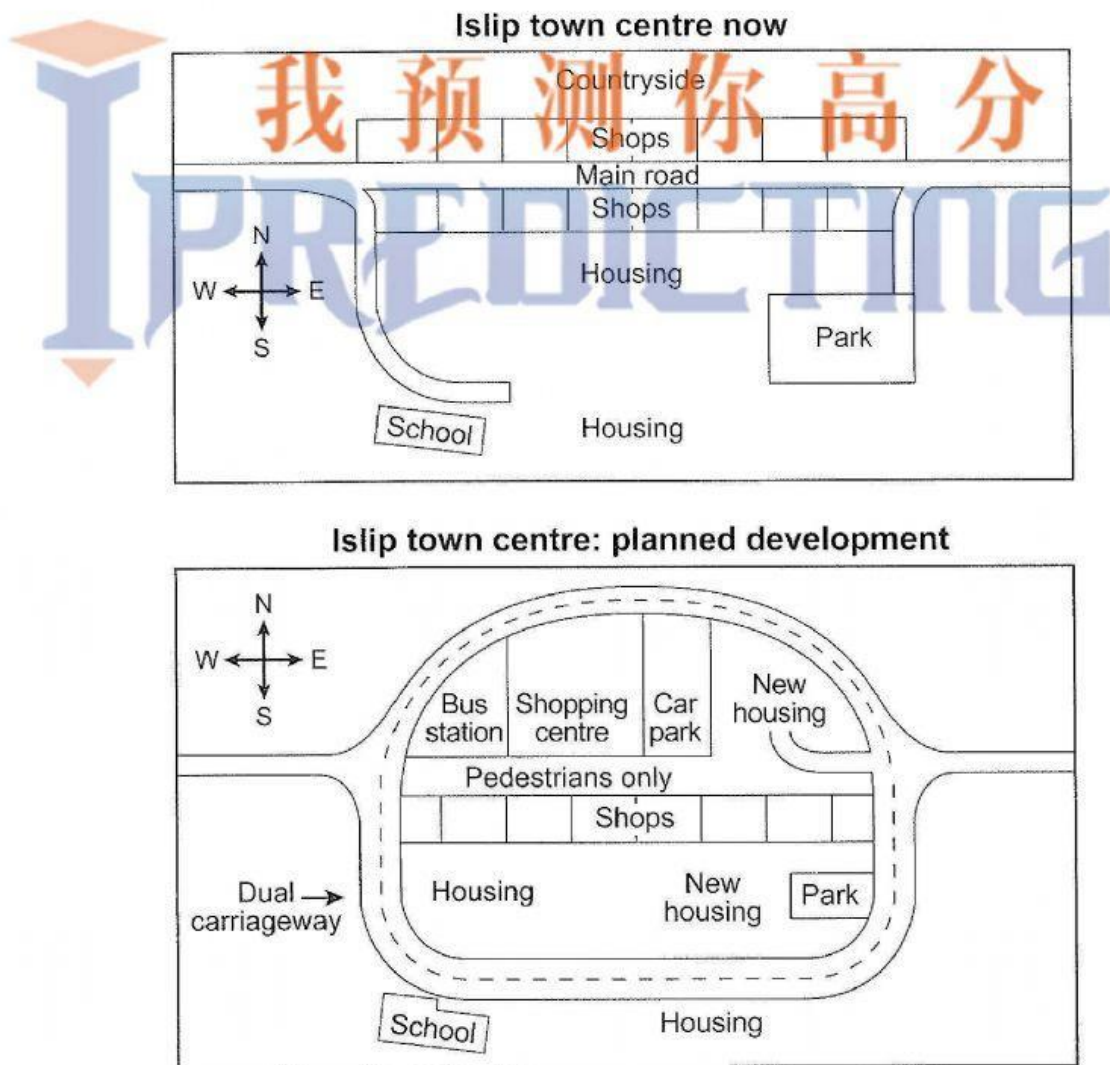 Islip town centre now
我预测你高分
Countryside
Shops
Main road
Shops
IPREDICTING
N
W E
S
Housing
Park
School
Housing
Islip town centre: planned development
N
W E
S
Bus station
Shopping centre
Car park
New housing
Pedestrians only
Shops
Dual carriageway
Housing
New housing
Park
School
Housing